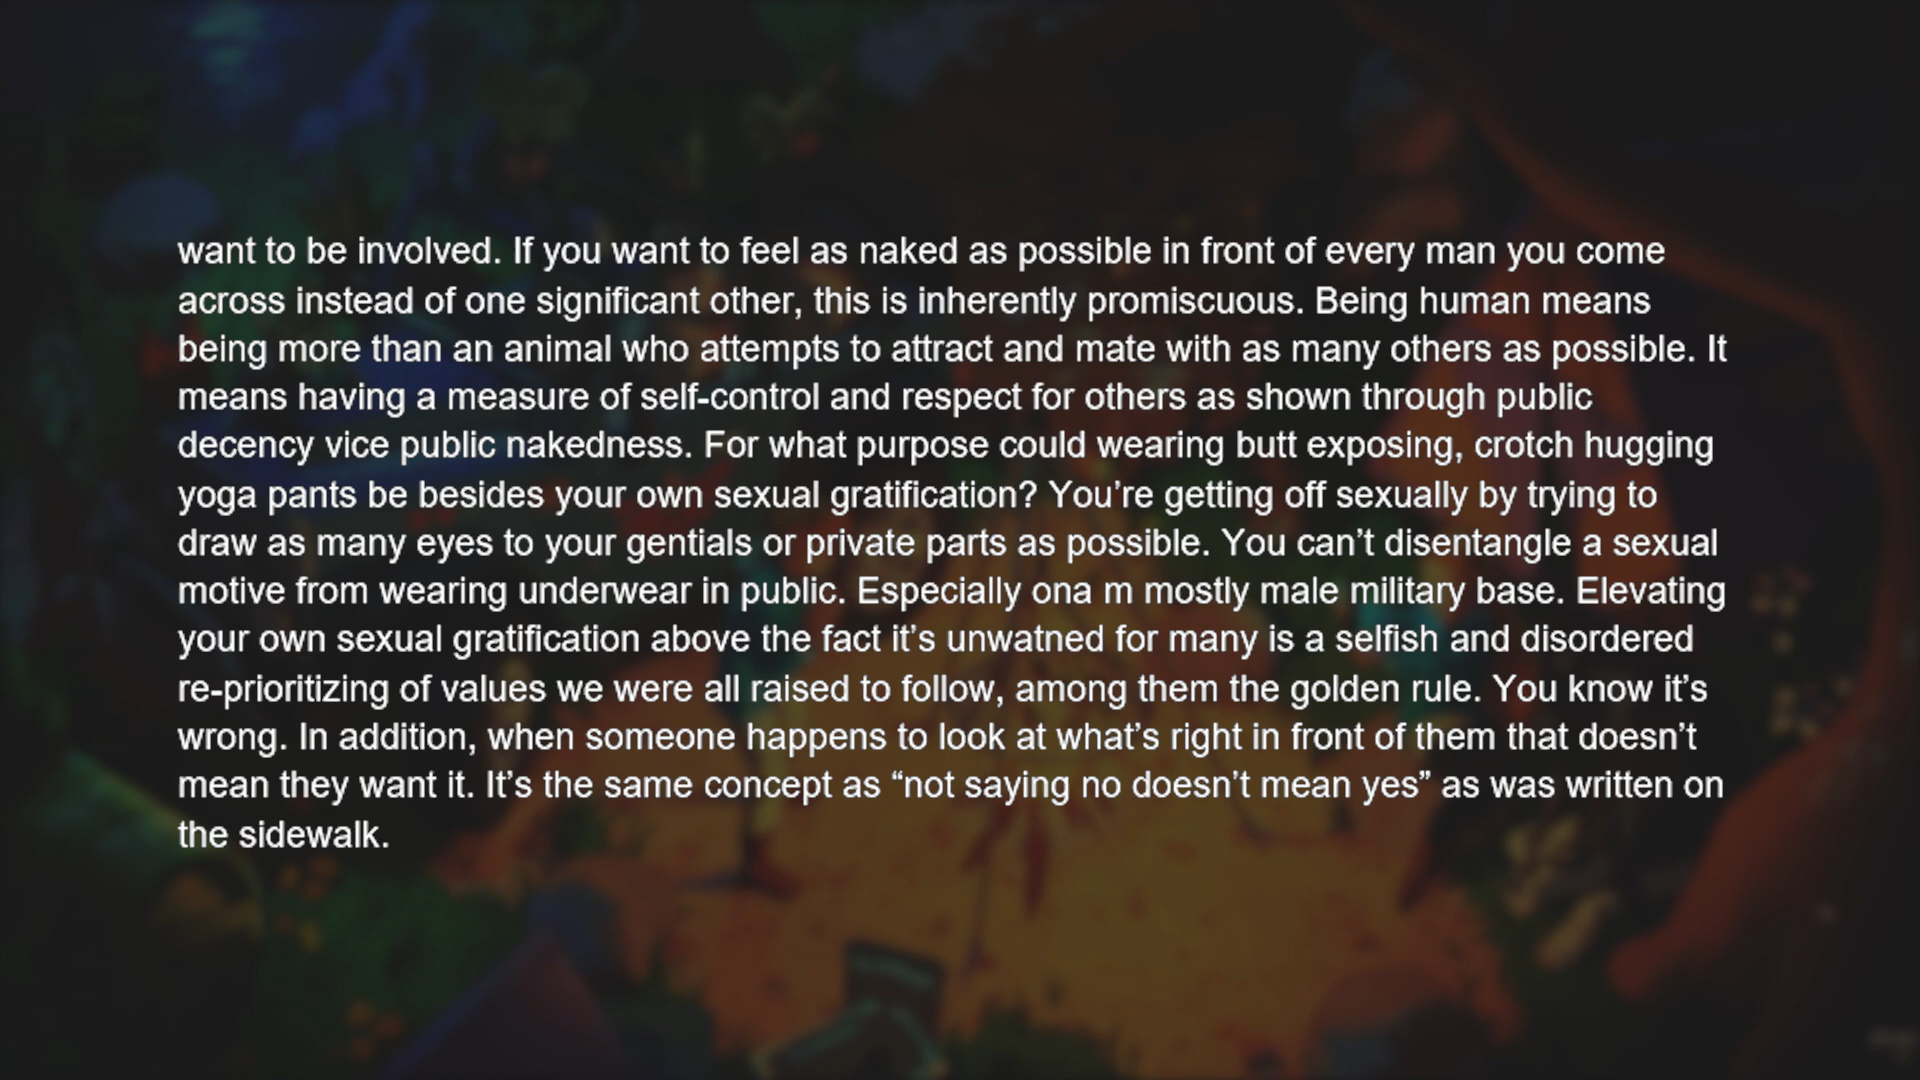 want to be involved. If you want to feel as naked as possible in front of every man you come
across instead of one significant other, this is inherently promiscuous. Being human means
being more than an animal who attempts to attract and mate with as many others as possible. It
means having a measure of self-control and respect for others as shown through public
decency vice public nakedness. For what purpose could wearing butt exposing, crotch hugging
yoga pants be besides your own sexual gratification? You’re getting off sexually by trying to
draw as many eyes to your gentials or private parts as possible. You can’t disentangle a sexual
motive from wearing underwear in public. Especially ona m mostly male military base. Elevating
your own sexual gratification above the fact it’s unwatned for many is a selfish and disordered
re-prioritizing of values we were all raised to follow, among them the golden rule. You know it’s
wrong. In addition, when someone happens to look at what’s right in front of them that doesn’t
mean they want it. It’s the same concept as “not saying no doesn’t mean yes” as was written on
the sidewalk.